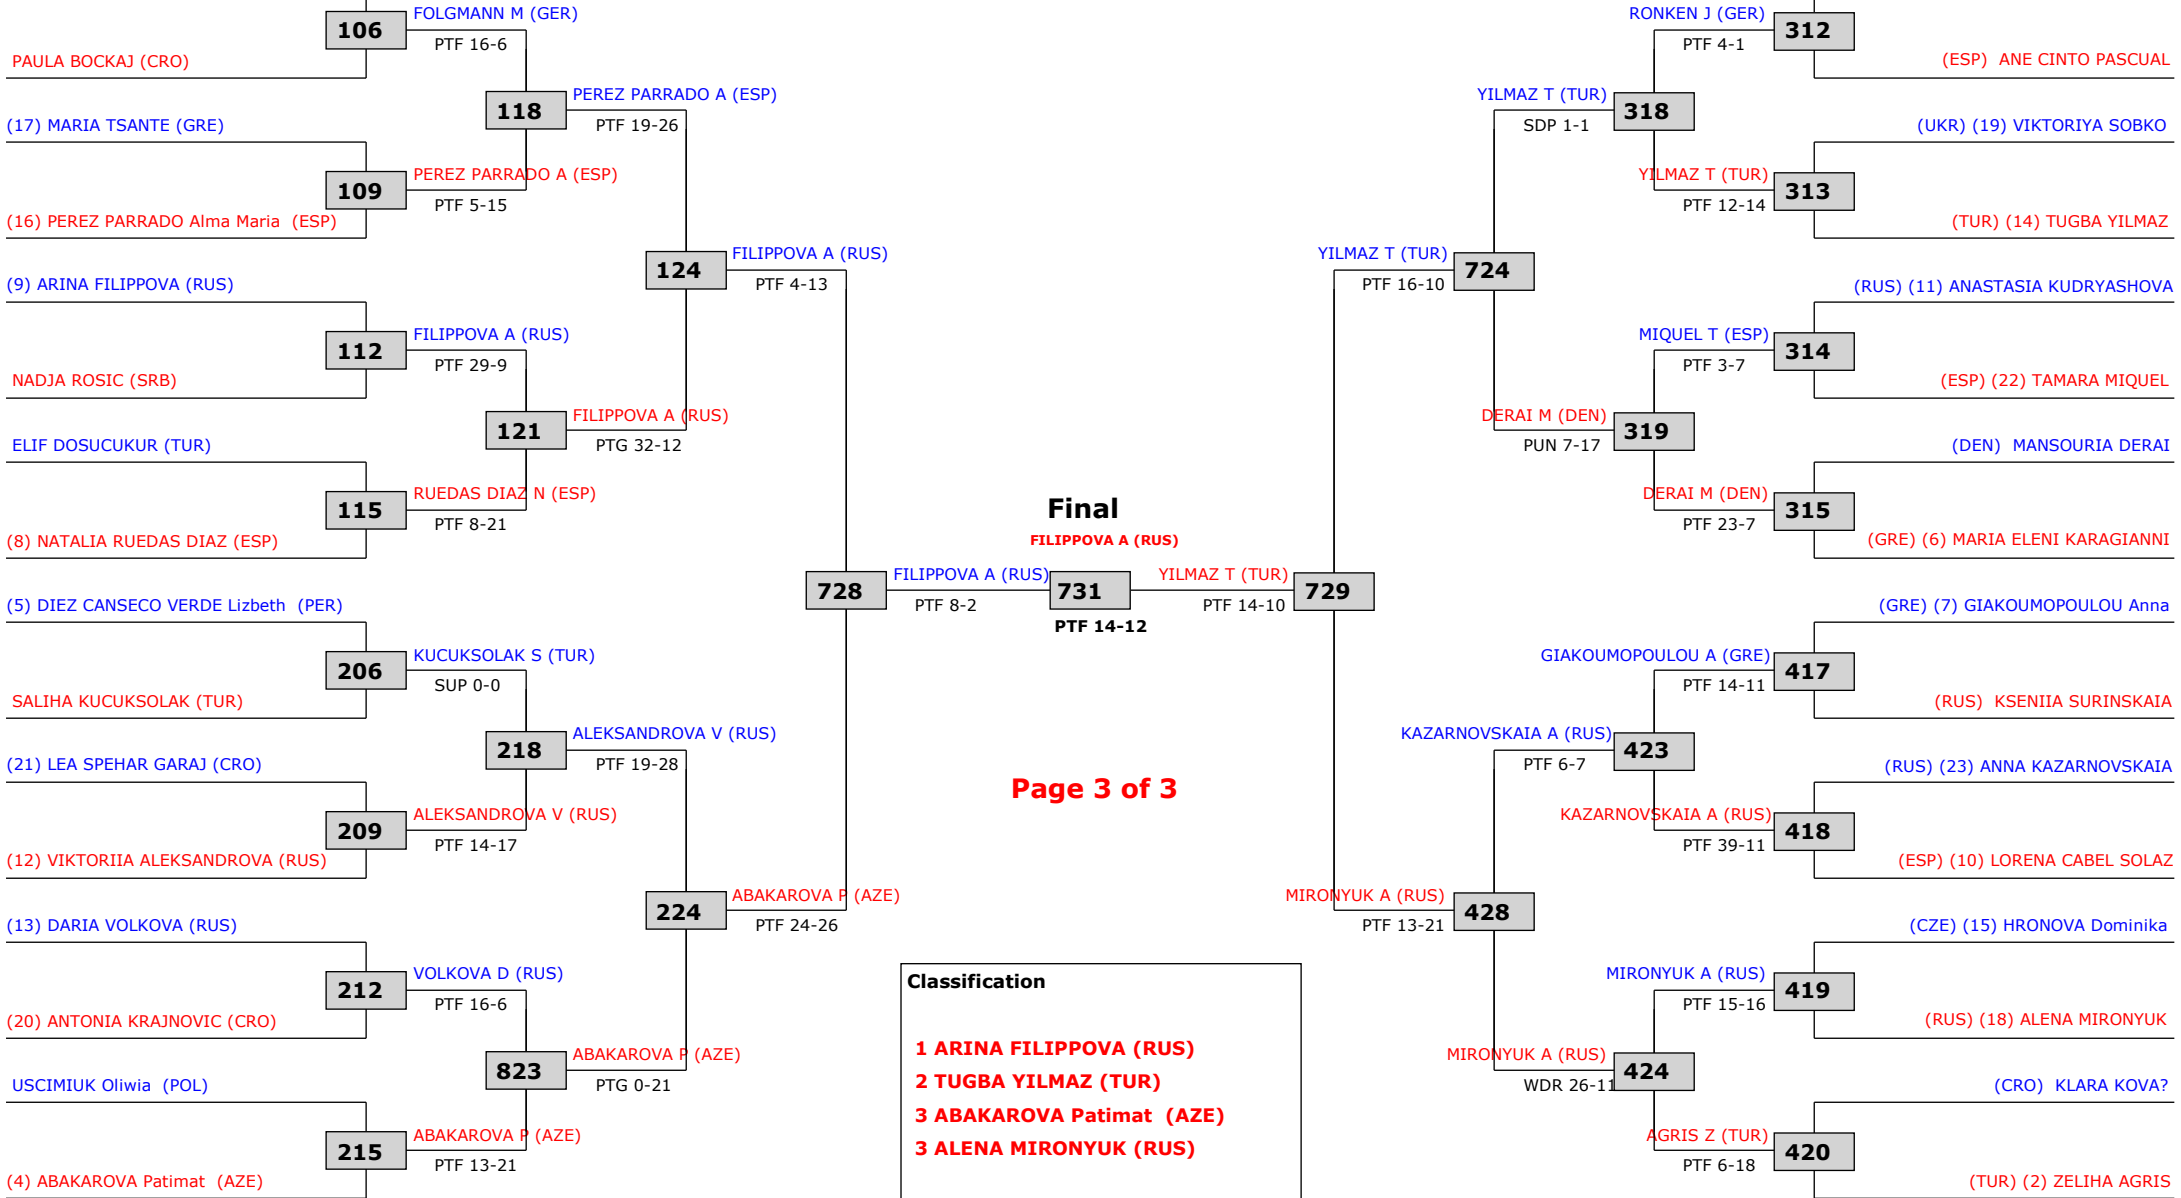 FOLGMANN M (GER)
106
PTF 16-6
PAULA BOCKAJ (CRO)
PEREZ PARRADO A (ESP)
118
PTF 19-26
(17) MARIA TSANTE (GRE)
PEREZ PARRADO A (ESP)
109
PTF 5-15
(16) PEREZ PARRADO Alma Maria  (ESP)
FILIPPOVA A (RUS)
124
PTF 4-13
(9) ARINA FILIPPOVA (RUS)
FILIPPOVA A (RUS)
112
PTF 29-9
NADJA ROSIC (SRB)
FILIPPOVA A (RUS)
121
PTG 32-12
ELIF DOSUCUKUR (TUR)
RUEDAS DIAZ N (ESP)
115
PTF 8-21
(8) NATALIA RUEDAS DIAZ (ESP)
(5) DIEZ CANSECO VERDE Lizbeth  (PER)
KUCUKSOLAK S (TUR)
206
SUP 0-0
SALIHA KUCUKSOLAK (TUR)
ALEKSANDROVA V (RUS)
218
PTF 19-28
(21) LEA SPEHAR GARAJ (CRO)
ALEKSANDROVA V (RUS)
209
PTF 14-17
(12) VIKTORIIA ALEKSANDROVA (RUS)
ABAKAROVA P (AZE)
224
PTF 24-26
(13) DARIA VOLKOVA (RUS)
VOLKOVA D (RUS)
212
PTF 16-6
(20) ANTONIA KRAJNOVIC (CRO)
ABAKAROVA P (AZE)
823
PTG 0-21
USCIMIUK Oliwia  (POL)
ABAKAROVA P (AZE)
215
PTF 13-21
(4) ABAKAROVA Patimat  (AZE)
Final
FILIPPOVA A (RUS)
728
FILIPPOVA A (RUS)
PTF 8-2
731
PTF 14-12
YILMAZ T (TUR)
PTF 14-10
729
Page 3 of 3
Classification
1 ARINA FILIPPOVA (RUS)
2 TUGBA YILMAZ (TUR)
3 ABAKAROVA Patimat  (AZE)
3 ALENA MIRONYUK (RUS)
RONKEN J (GER)
312
PTF 4-1
(ESP)  ANE CINTO PASCUAL
YILMAZ T (TUR)
318
SDP 1-1
(UKR) (19) VIKTORIYA SOBKO
YILMAZ T (TUR)
313
PTF 12-14
(TUR) (14) TUGBA YILMAZ
YILMAZ T (TUR)
724
PTF 16-10
(RUS) (11) ANASTASIA KUDRYASHOVA
MIQUEL T (ESP)
314
PTF 3-7
(ESP) (22) TAMARA MIQUEL
DERAI M (DEN)
319
PUN 7-17
(DEN)  MANSOURIA DERAI
DERAI M (DEN)
315
PTF 23-7
(GRE) (6) MARIA ELENI KARAGIANNI
(GRE) (7) GIAKOUMOPOULOU Anna
GIAKOUMOPOULOU A (GRE)
417
PTF 14-11
(RUS)  KSENIIA SURINSKAIA
KAZARNOVSKAIA A (RUS)
423
PTF 6-7
(RUS) (23) ANNA KAZARNOVSKAIA
KAZARNOVSKAIA A (RUS)
418
PTF 39-11
(ESP) (10) LORENA CABEL SOLAZ
MIRONYUK A (RUS)
428
PTF 13-21
(CZE) (15) HRONOVA Dominika
MIRONYUK A (RUS)
419
PTF 15-16
(RUS) (18) ALENA MIRONYUK
MIRONYUK A (RUS)
424
WDR 26-11
(CRO)  KLARA KOVA?
AGRIS Z (TUR)
420
PTF 6-18
(TUR) (2) ZELIHA AGRIS